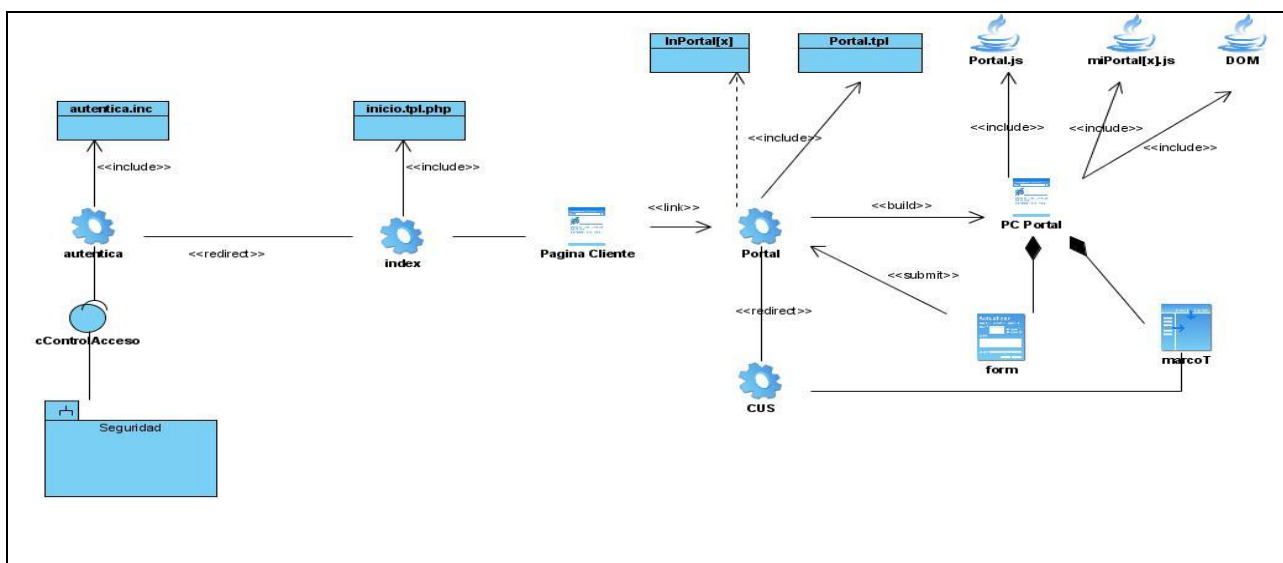 InPortal[x]
Portal.tpl
Portal.js
miPortal[x].js
DOM
autentica.inc
inicio.tpl.php
<<include>>
<<include>>
<<include>>
<<include>>
<<include>>
<<include>>
<<link>>
<<build>>
autentica
<<redirect>>
index
Pagina Cliente
Portal
PC Portal
<<submit>>
<<redirect>>
cControlAcceso
form
marcoT
CUS
Seguridad